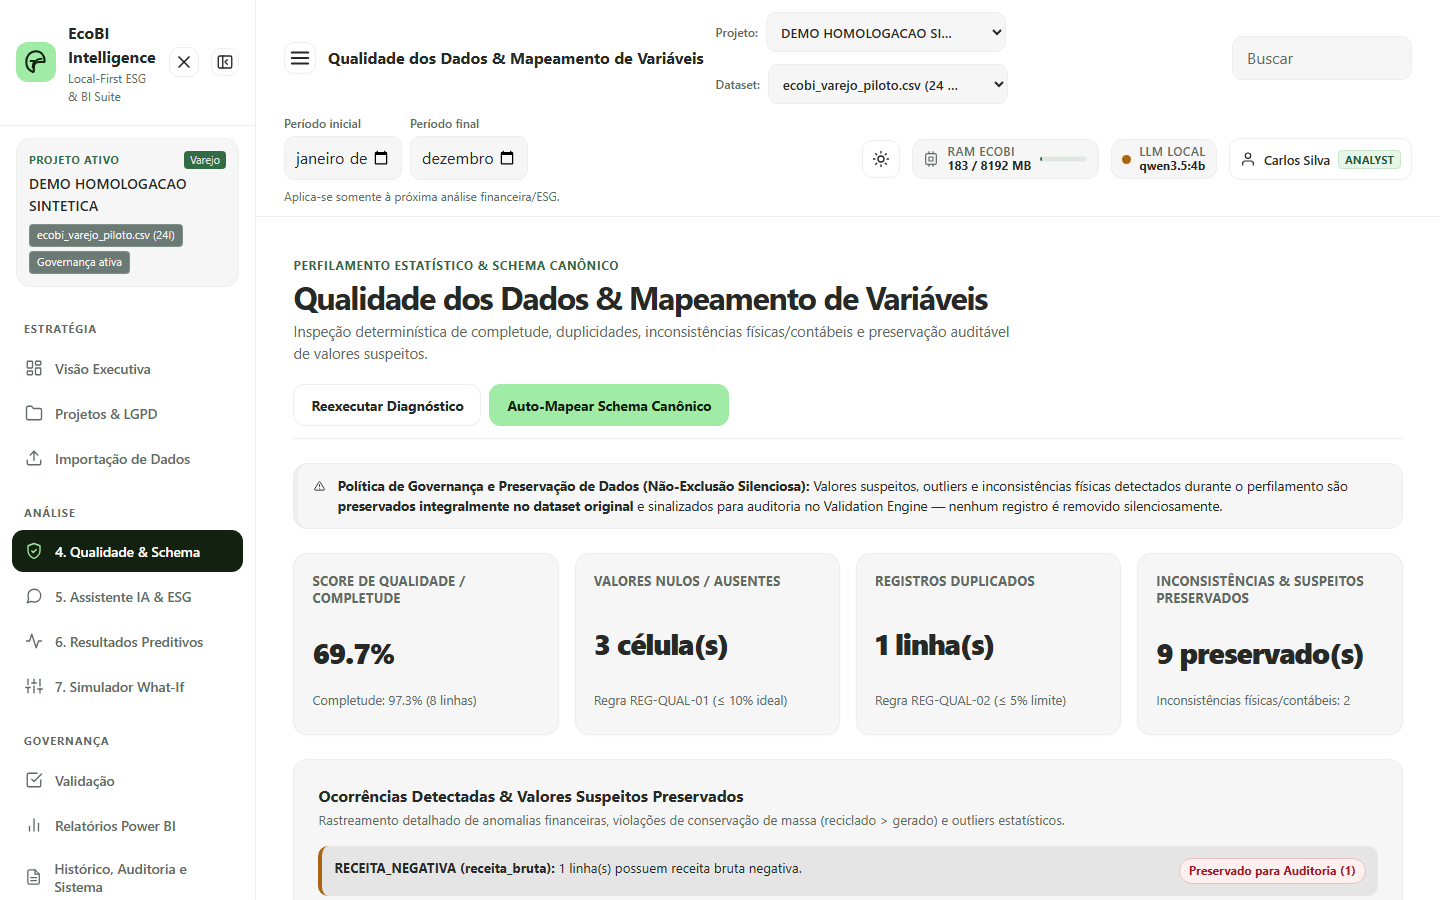 EcoBI
Intelligence
Local-First ESG
& BI Suite
PROJETO ATIVO
Varejo
DEMO HOMOLOGACAO
SINTETICA
ecobi_varejo_piloto.csv (24l)
Governança ativa
ESTRATÉGIA
Visão Executiva
Projetos & LGPD
Importação de Dados
ANÁLISE
4. Qualidade & Schema
5. Assistente IA & ESG
6. Resultados Preditivos
7. Simulador What-If
GOVERNANÇA
Validação
Relatórios Power BI
Histórico, Auditoria e
Sistema
Qualidade dos Dados & Mapeamento de Variáveis
Projeto:
DEMO HOMOLOGACAO SI...
Dataset:
ecobi_varejo_piloto.csv (24 ...
Buscar
Período inicial
janeiro de
Período final
dezembro
Aplica-se somente à próxima análise financeira/ESG.
RAM ECOBI
183 / 8192 MB
LLM LOCAL
qwen3.5:4b
Carlos Silva
ANALYST
PERFILAMENTO ESTATÍSTICO & SCHEMA CANÔNICO
Qualidade dos Dados & Mapeamento de Variáveis
Inspeção determinística de completude, duplicidades, inconsistências físicas/contábeis e preservação auditável
de valores suspeitos.
Reexecutar Diagnóstico
Auto-Mapear Schema Canônico
Política de Governança e Preservação de Dados (Não-Exclusão Silenciosa): Valores suspeitos, outliers e inconsistências físicas detectados durante o perfilamento são
preservados integralmente no dataset original e sinalizados para auditoria no Validation Engine — nenhum registro é removido silenciosamente.
SCORE DE QUALIDADE /
COMPLETUDE
69.7%
Completude: 97.3% (8 linhas)
VALORES NULOS / AUSENTES
3 célula(s)
Regra REG-QUAL-01 (≤ 10% ideal)
REGISTROS DUPLICADOS
1 linha(s)
Regra REG-QUAL-02 (≤ 5% limite)
INCONSISTÊNCIAS & SUSPEITOS
PRESERVADOS
9 preservado(s)
Inconsistências físicas/contábeis: 2
Ocorrências Detectadas & Valores Suspeitos Preservados
Rastreamento detalhado de anomalias financeiras, violações de conservação de massa (reciclado > gerado) e outliers estatísticos.
RECEITA_NEGATIVA (receita_bruta): 1 linha(s) possuem receita bruta negativa.
Preservado para Auditoria (1)